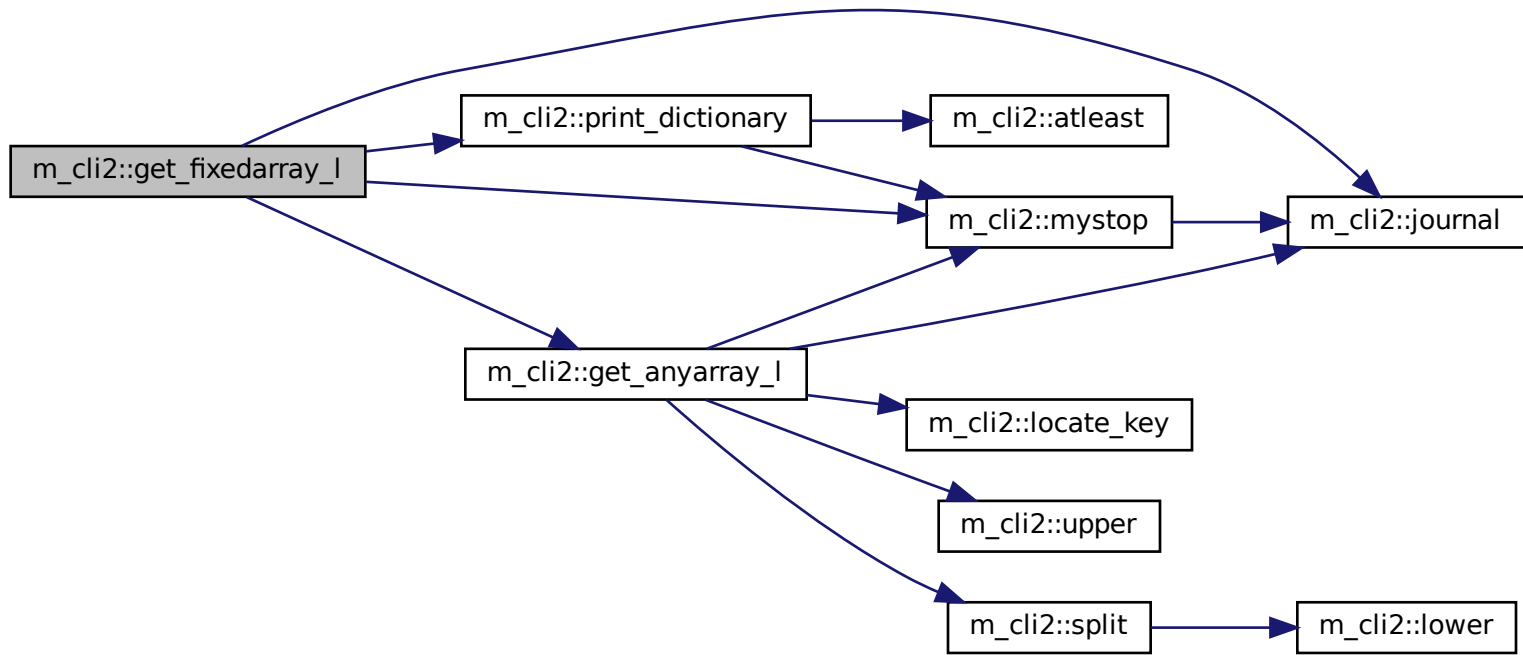 m_cli2::print_dictionary
m_cli2::atleast
m_cli2::get_fixedarray_l
m_cli2::mystop
m_cli2::journal
m_cli2::get_anyarray_l
m_cli2::locate_key
m_cli2::upper
m_cli2::split
m_cli2::lower